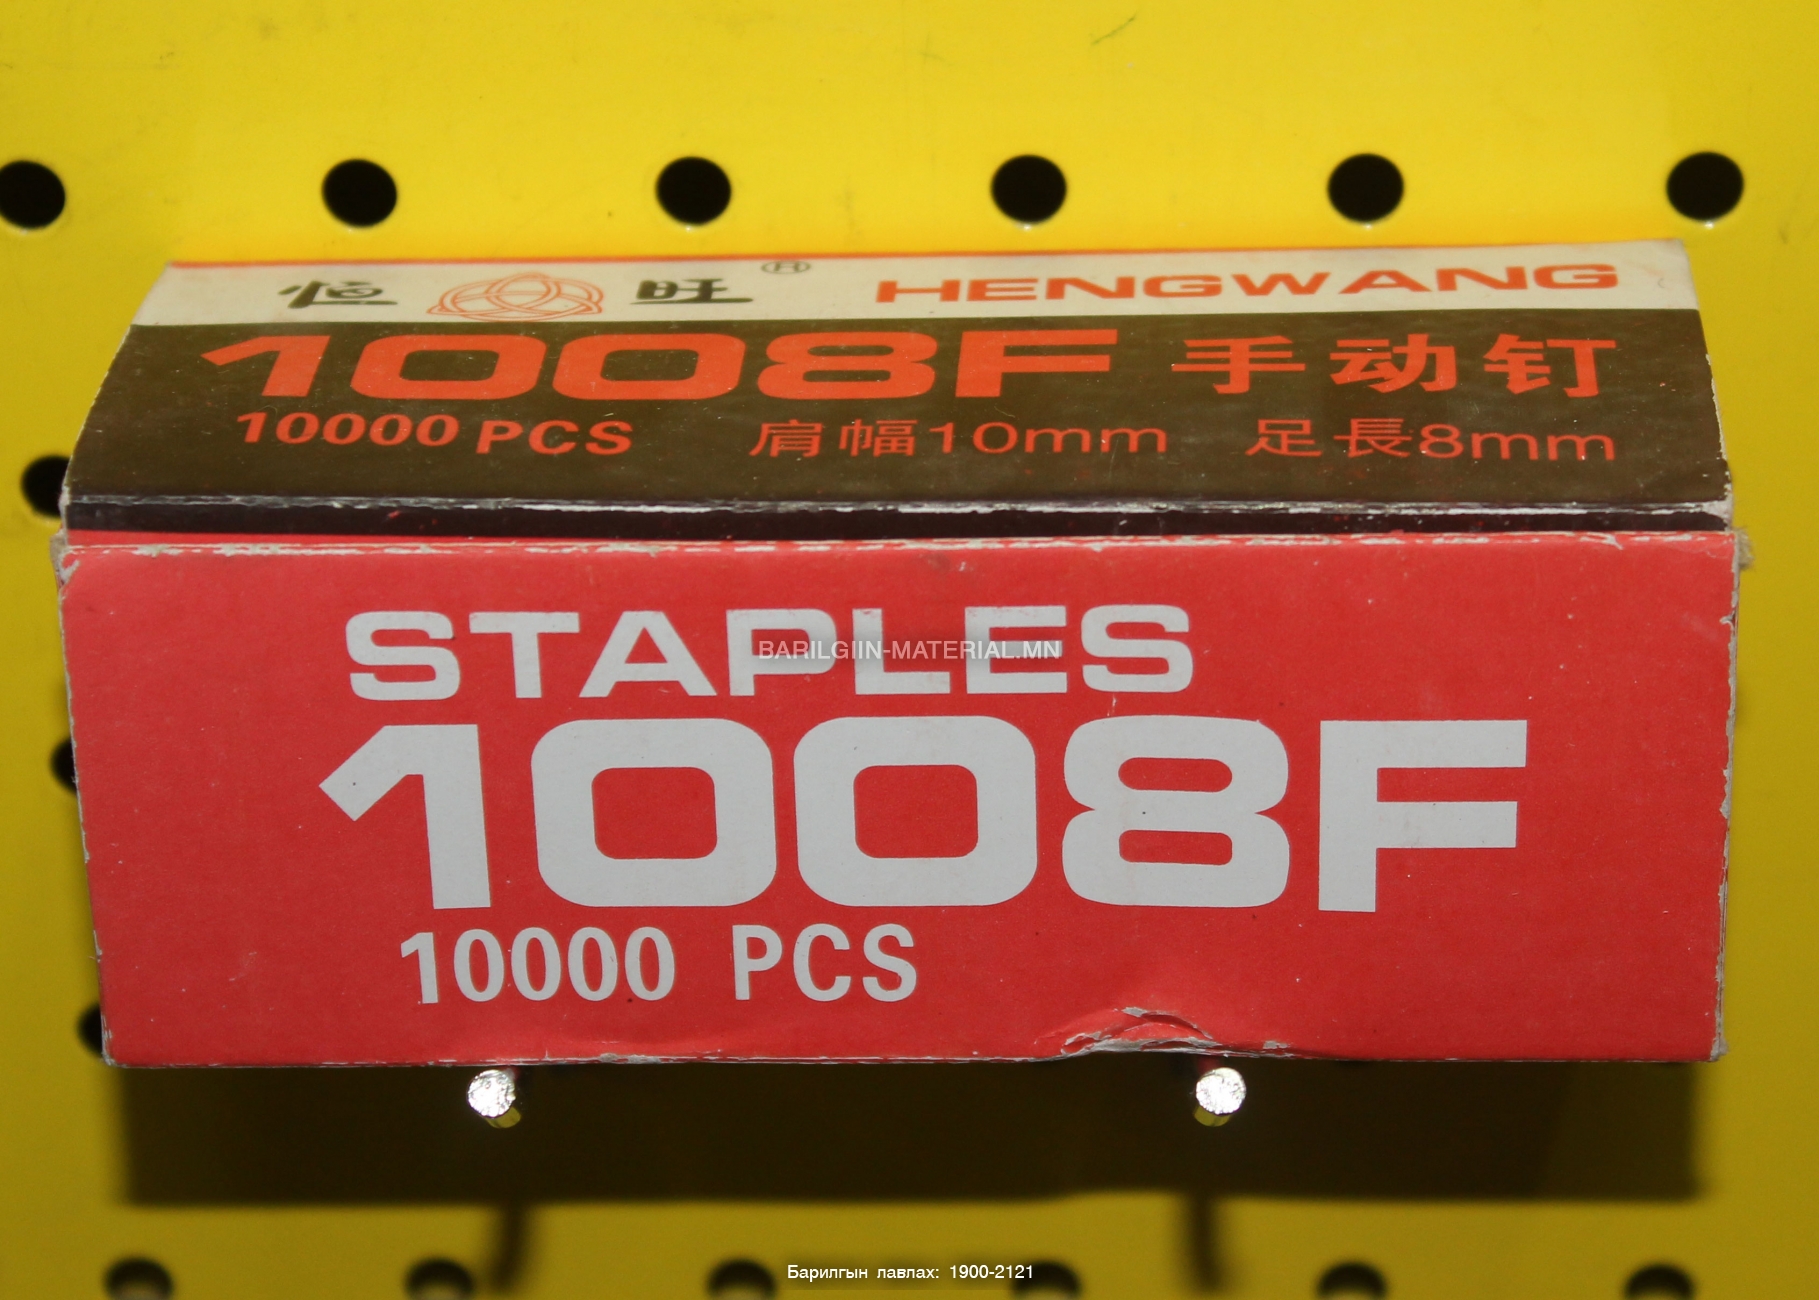 恒 旺 ® HENGWANG
1008F 手动钉
10000 PCS 肩幅10mm 足長8mm
STAPLES
BARILGIIN-MATERIAL.MN
1008F
10000 PCS
Барилгын лавлах: 1900-2121